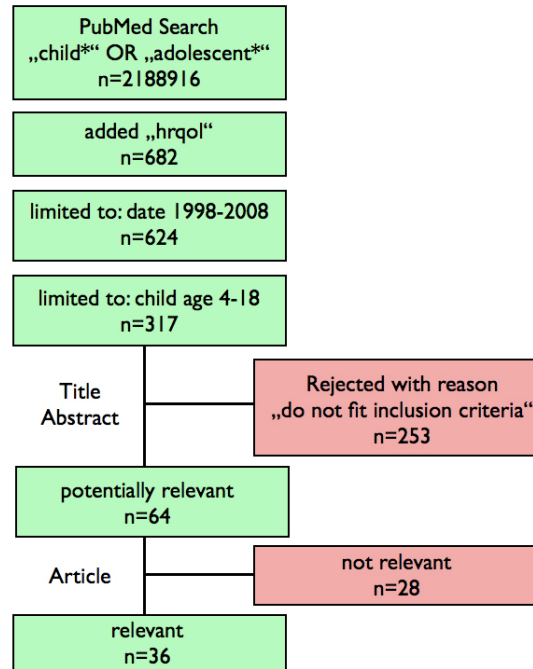 PubMed Search
„child*“ OR „adolescent*“
n=2188916
added „hrqol“
n=682
limited to: date 1998-2008
n=624
limited to: child age 4-18
n=317
Title
Abstract
Rejected with reason
„do not fit inclusion criteria“
n=253
potentially relevant
n=64
Article
not relevant
n=28
relevant
n=36